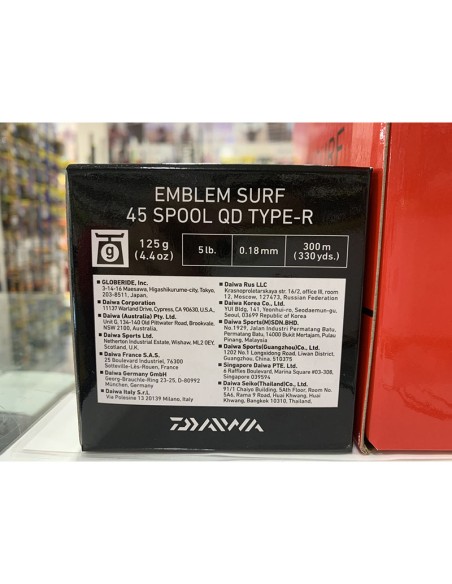 EMBLEM SURF
45 SPOOL QD TYPE-R
g
125g
(4.4oz)
5 lb.
0.18mm
300m
(330yds.)
■ GLOBERIDE, Inc.
3-14-16 Maesawa, Higashikurume-city, Tokyo,
203-8511, Japan,
■ Daiwa Corporation
11137 Warland Drive, Cypress, CA 90630, U.S.A.,
■ Daiwa (Australia) Pty. Ltd.
Unit G, 134-140 Old Pittwater Road, Brookvale,
NSW 2100, Australia,
■ Daiwa Sports Ltd.
Netherton Industrial Estate, Wishaw, ML2 0EY,
Scotland, U.K.
■ Daiwa France S.A.S.
25 Boulevard Industriel, 76300
Sotteville-Lès-Rouen, France,
■ Daiwa Germany GmbH
Georg-Brauchle-Ring 23-25, D-80992
München, Germany
■ Daiwa Italy S.r.l.
Via Polesine 13 20139 Milano, Italy
■ Daiwa Rus LLC
Krasnoproletarskaya str. 16/2, office III, room
12, Moscow, 127473, Russian Federation
■ Daiwa Korea Co., Ltd.
YUI Bldg, 141, Yeonhui-ro, Seodaemun-gu,
Seoul, 03699 Republic of Korea
■ Daiwa Sports(M)SDN.BHD.
No.1929, Jalan Industri Permatang Batu,
Permatang Batu, 14000 Bukit Mertajam, Pulau
Pinang, Malaysia
■ Daiwa Sports(Guangzhou)Co., Ltd.
1202 No.1 Longxidong Road, Liwan District,
Guangzhou, China; 510375
■ Singapore Daiwa PTE. Ltd.
6 Raffles Boulevard, Marina Square #03-308,
Singapore 039594
■ Daiwa Seiko(Thailand)Co., Ltd.
91/1 Chaiyo Building, 5Ath Floor, Room No.
5A6, Rama 9 Road, Huai Khwang, Huai
Khwang, Bangkok 10310, Thailand.
DAIWA